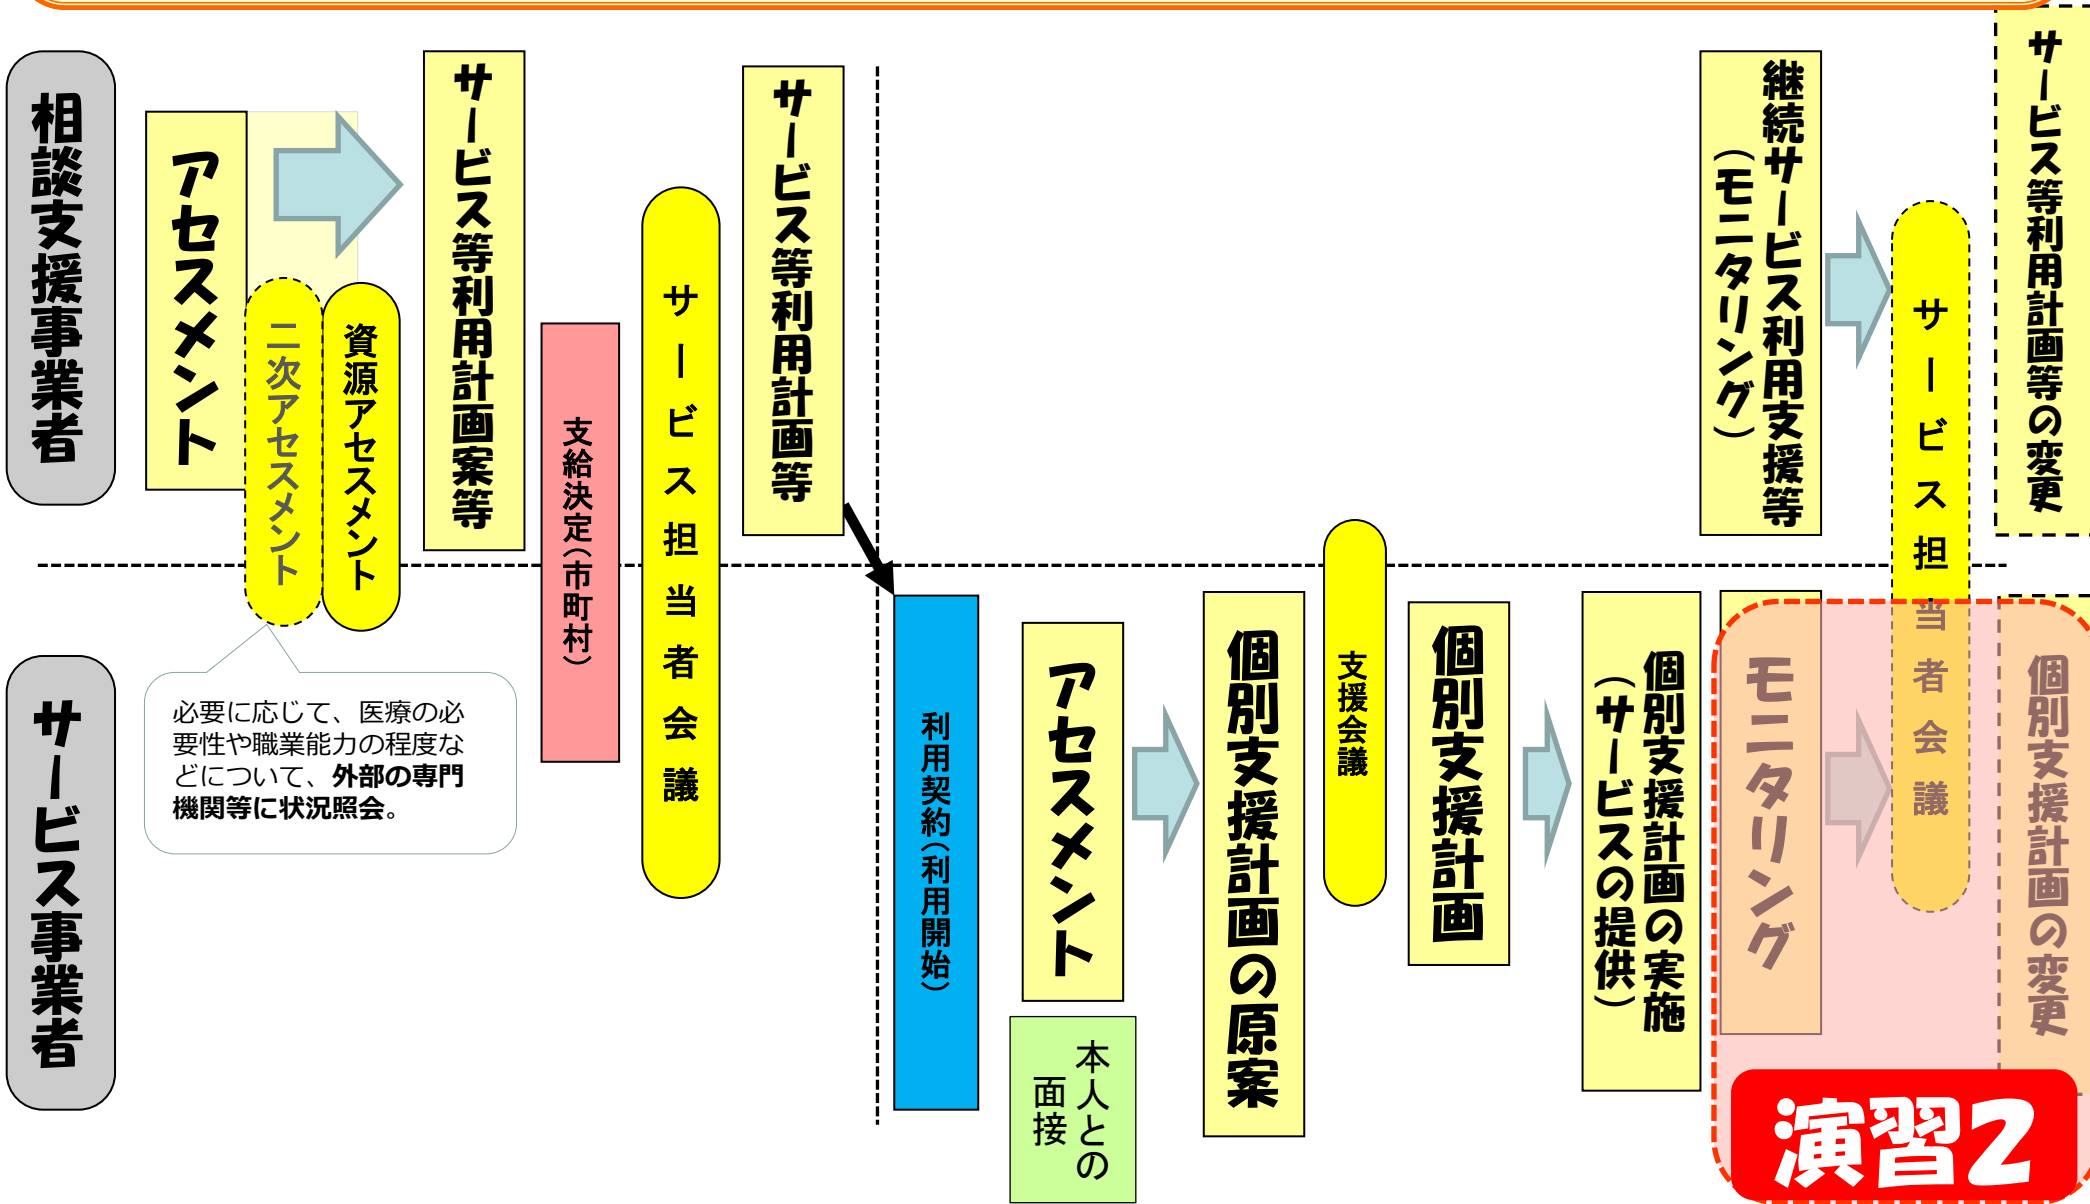 相談支援事業者
アセスメント
二次アセスメント
資源アセスメント
サービス等利用計画案等
支給決定（市町村）
サービス担当者会議
サービス等利用計画等
継続サービス利用支援等
（モニタリング）
サービス担当者会議
サービス等利用計画等の変更
サービス事業者
必要に応じて、医療の必
要性や職業能力の程度な
どについて、外部の専門
機関等に状況照会。
利用契約（利用開始）
アセスメント
本人との
面接
個別支援計画の原案
支援会議
個別支援計画
個別支援計画の実施
（サービスの提供）
モニタリング
個別支援計画の変更
演習2